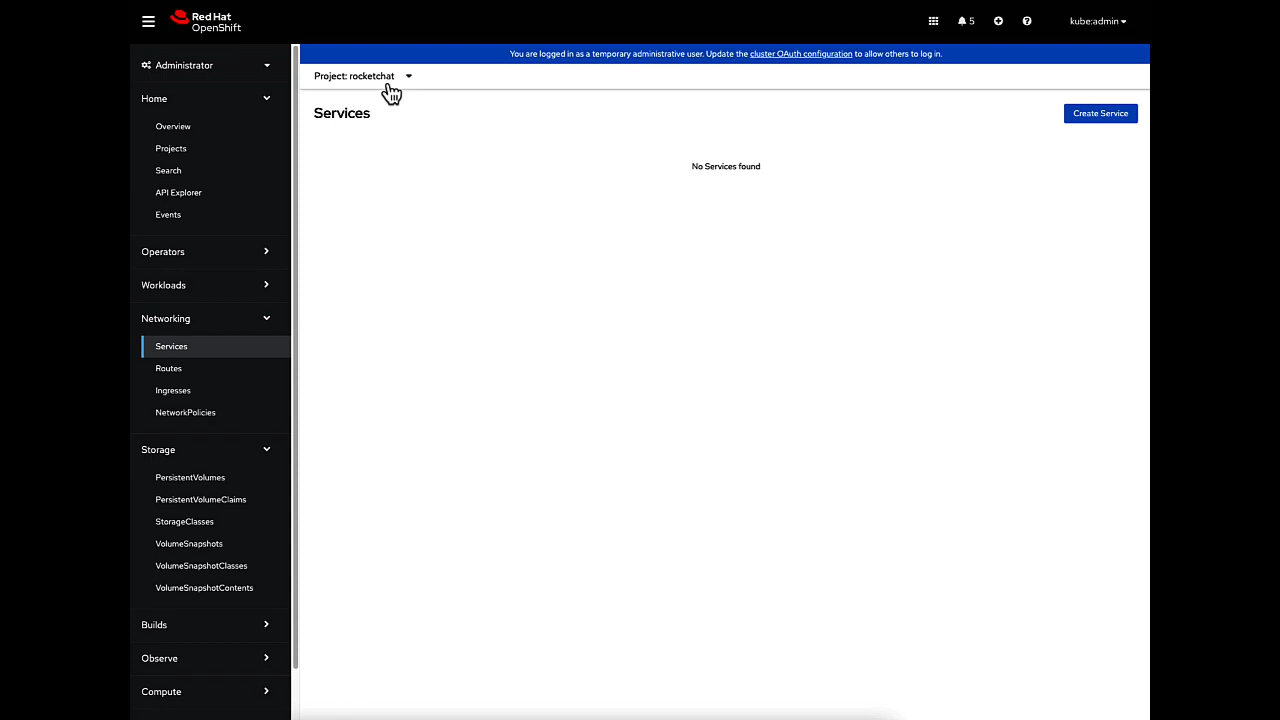 Red Hat
OpenShift
5
kube:admin
You are logged in as a temporary administrative user. Update the cluster OAuth configuration to allow others to log in.
Administrator
Home
Overview
Projects
Search
API Explorer
Events
Operators
Workloads
Networking
Services
Routes
Ingresses
NetworkPolicies
Storage
PersistentVolumes
PersistentVolumeClaims
StorageClasses
VolumeSnapshots
VolumeSnapshotClasses
VolumeSnapshotContents
Builds
Observe
Compute
Project: rocketchat
Services
Create Service
No Services found